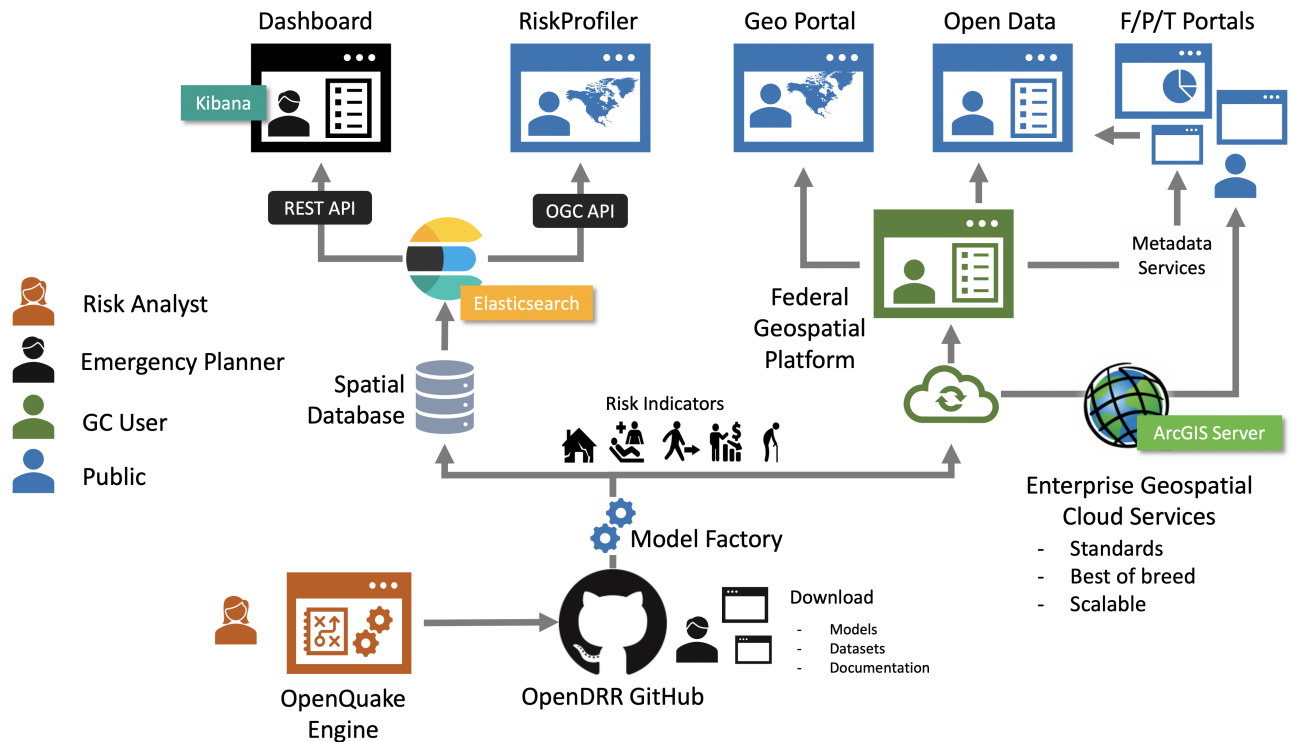 Dashboard
RiskProfiler
Geo Portal
Open Data
F/P/T Portals
Kibana
REST API
OGC API
Metadata
Services
Elasticsearch
Federal
Geospatial
Platform
Risk Analyst
Emergency Planner
GC User
Public
Spatial
Database
Risk Indicators
ArcGIS Server
Enterprise Geospatial
Cloud Services
- Standards
- Best of breed
- Scalable
Model Factory
Download
- Models
- Datasets
- Documentation
OpenQuake
Engine
OpenDRR GitHub